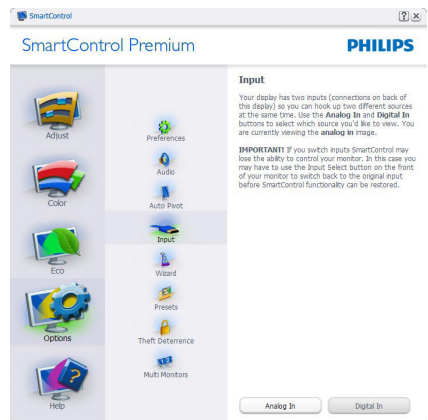 SmartControl
SmartControl Premium
PHILIPS
Adjust
Color
Eco
Options
Help
Preferences
Audio
Auto Pivot
Input
Wizard
Presets
Theft Deterrence
Multi Monitors
Input
Your display has two inputs (connections on back of
this display) so you can hook up two different sources
at the same time. Use the Analog In and Digital In
buttons to select which source you'd like to view. You
are currently viewing the analog in image.
IMPORTANT! If you switch inputs SmartControl may
lose the ability to control your monitor. In this case you
may have to use the Input Select button on the front
of your monitor to switch back to the original input
before SmartControl functionality can be restored.
Analog In
Digital In